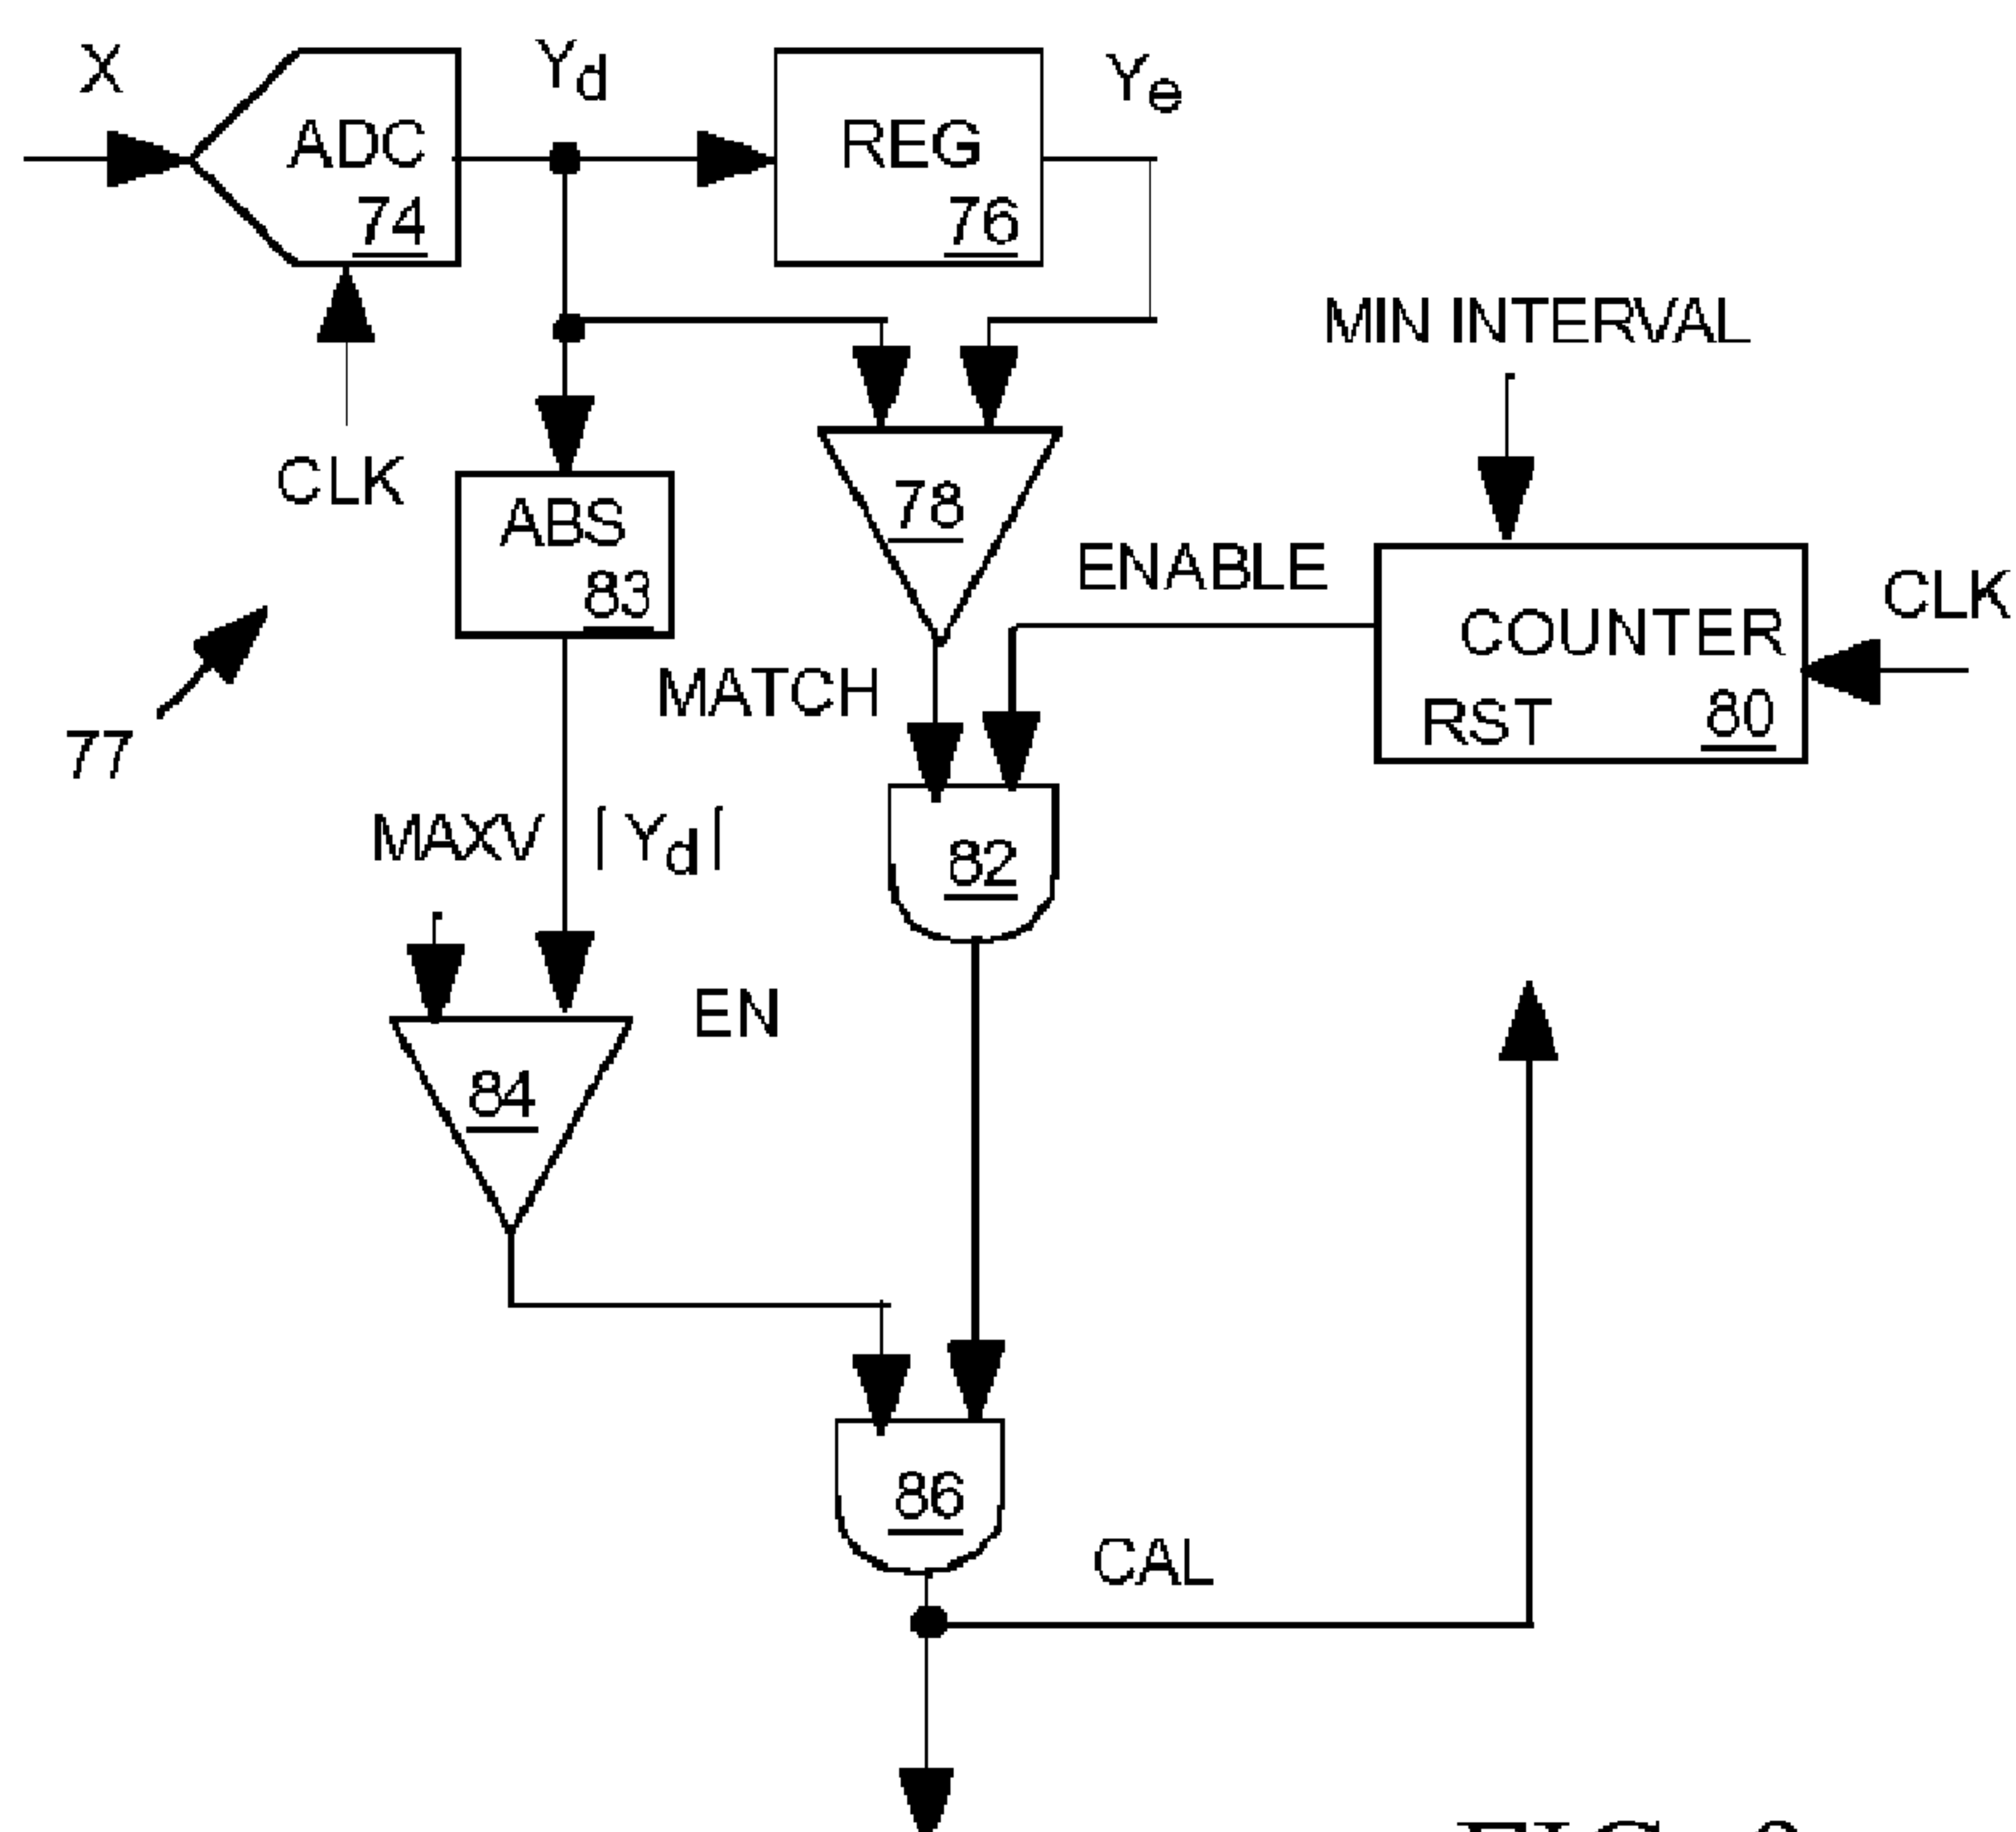 X
Yd
Ye
ADC
74
REG
76
MIN INTERVAL
CLK
ABS
83
78
ENABLE
COUNTER
RST
80
CLK
MATCH
77
MAXV
|Yd|
82
EN
84
86
CAL